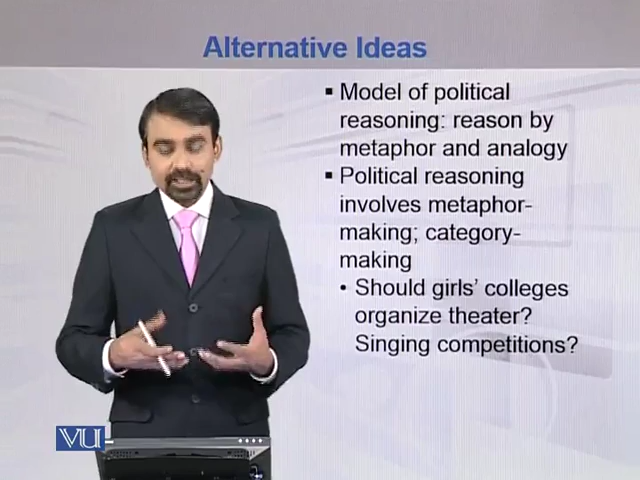 Alternative Ideas
Model of political
reasoning: reason by
metaphor and analogy
Political reasoning
involves metaphor-
making; category-
making
Should girls' colleges
organize theater?
Singing competitions?
VU